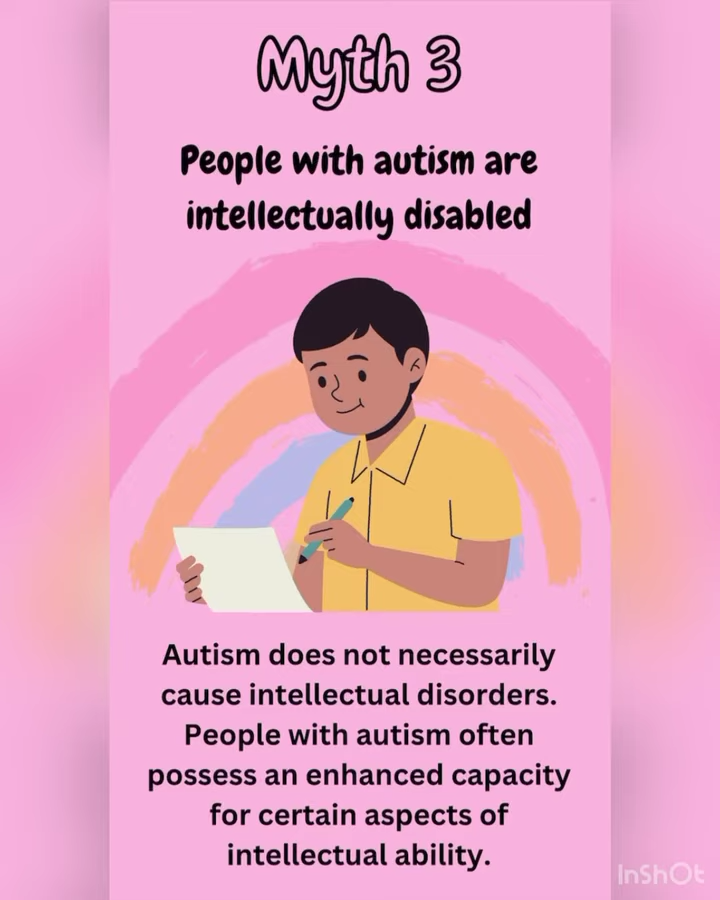 Myth 3
People with autism are
intellectually disabled
Autism does not necessarily
cause intellectual disorders.
People with autism often
possess an enhanced capacity
for certain aspects of
intellectual ability.
InShOt